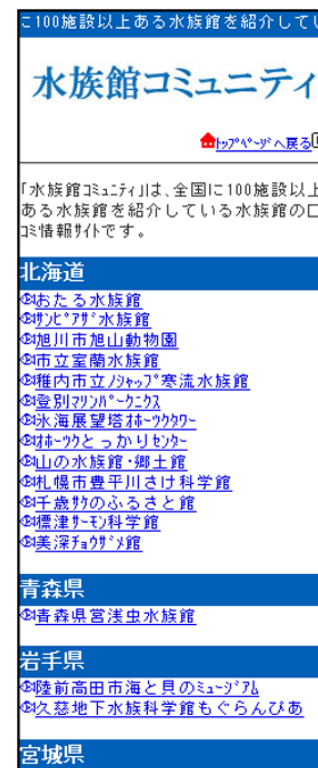 に100施設以上ある水族館を紹介してい
水族館コミュニティ
ﾄｯﾌﾟﾍﾟｰｼﾞへ戻る
「水族館ｺﾐｭﾆﾃｨ」は、全国に100施設以上
ある水族館を紹介している水族館の口
ｺﾐ情報ｻｲﾄです。
北海道
おたる水族館
ｻﾝﾋﾟｱｻﾞ水族館
旭川市旭山動物園
市立室蘭水族館
稚内市立ﾉｼｬｯﾌﾟ寒流水族館
登別ﾏﾘﾝﾊﾟｰｸﾆｸｽ
氷海展望塔ｵﾎｰﾂｸﾀﾜｰ
ｵﾎｰﾂｸとっかりｾﾝﾀｰ
山の水族館・郷土館
札幌市豊平川さけ科学館
千歳ｻｹのふるさと館
標津ｻｰﾓﾝ科学館
美深ﾁｮｳｻﾞﾒ館
青森県
青森県営浅虫水族館
岩手県
陸前高田市海と貝のﾐｭｰｼﾞｱﾑ
久慈地下水族科学館もぐらんぴあ
宮城県